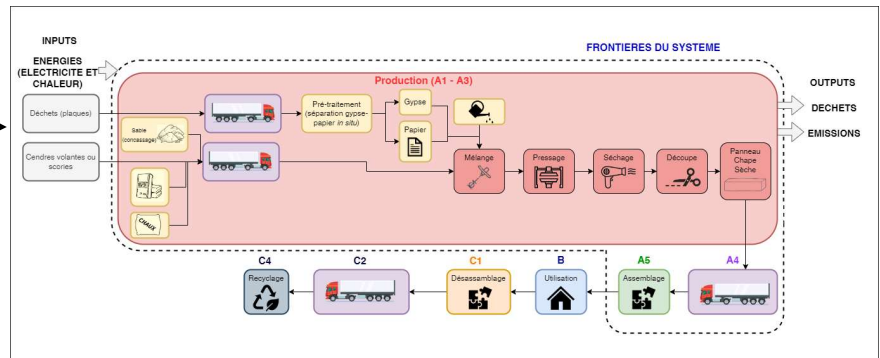 INPUTS
ENERGIES
(ELECTRICITE ET
CHALEUR)
FRONTIERES DU SYSTEME
Production (A1 - A3)
OUTPUTS
DECHETS
EMISSIONS
Déchets (plaques)
Pré-traitement
(séparation gypse-
papier in situ)
Gypse
Papier
Sable
(concassage)
Cendres volantes ou
scories
CHAUX
Mélange
Pressage
Séchage
Découpe
Panneau
Chape
Sèche
C4
C2
C1
B
A5
A4
Recyclage
Désassamblage
Utilisation
Assemblage